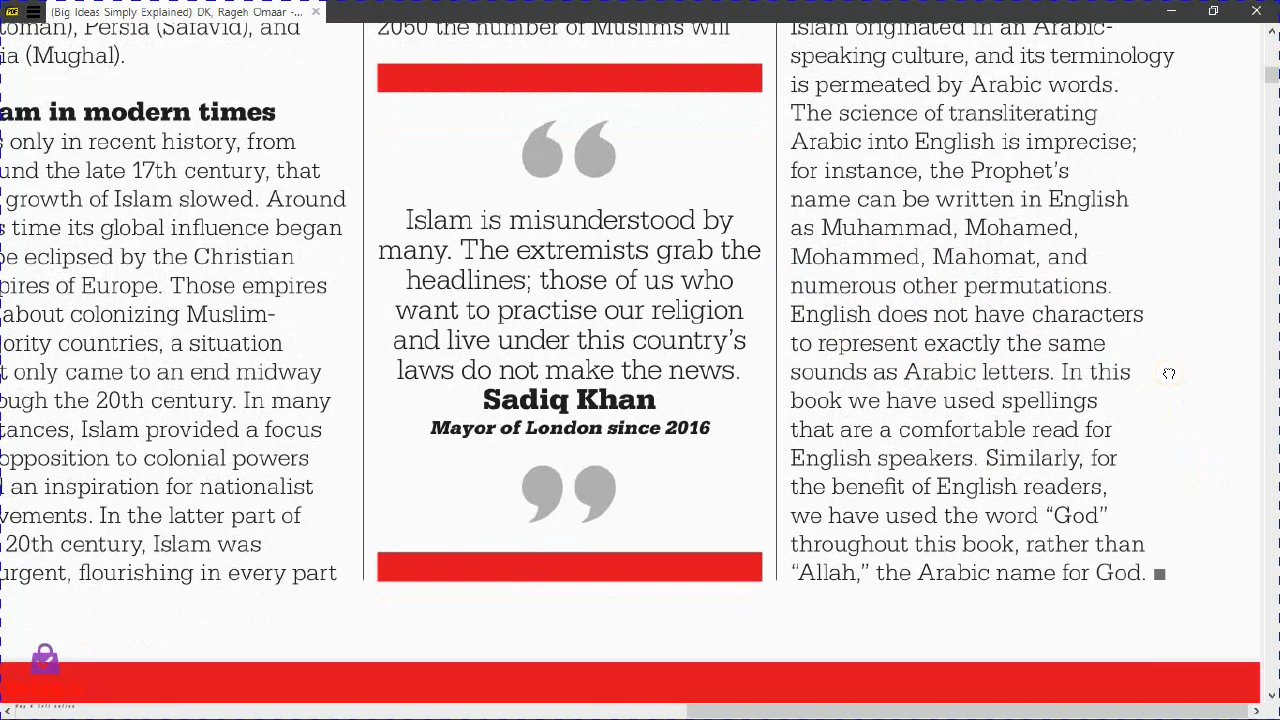 (Big Ideas Simply Explained) DK, Rageh Omaar -...
toman), Persia (Safavid), and
ia (Mughal).
am in modern times
only in recent history, from
und the late 17th century, that
growth of Islam slowed. Around
time its global influence began
be eclipsed by the Christian
pires of Europe. Those empires
about colonizing Muslim-
ority countries, a situation
t only came to an end midway
ough the 20th century. In many
tances, Islam provided a focus
opposition to colonial powers
an inspiration for nationalist
vements. In the latter part of
20th century, Islam was
urgent, flourishing in every part
2050 the number of Muslims will
“
Islam is misunderstood by
many. The extremists grab the
headlines; those of us who
want to practise our religion
and live under this country’s
laws do not make the news.
Sadiq Khan
Mayor of London since 2016
”
Islam originated in an Arabic-
speaking culture, and its terminology
is permeated by Arabic words.
The science of transliterating
Arabic into English is imprecise;
for instance, the Prophet’s
name can be written in English
as Muhammad, Mohamed,
Mohammed, Mahomat, and
numerous other permutations.
English does not have characters
to represent exactly the same
sounds as Arabic letters. In this
book we have used spellings
that are a comfortable read for
English speakers. Similarly, for
the benefit of English readers,
we have used the word “God”
throughout this book, rather than
“Allah,” the Arabic name for God. ■